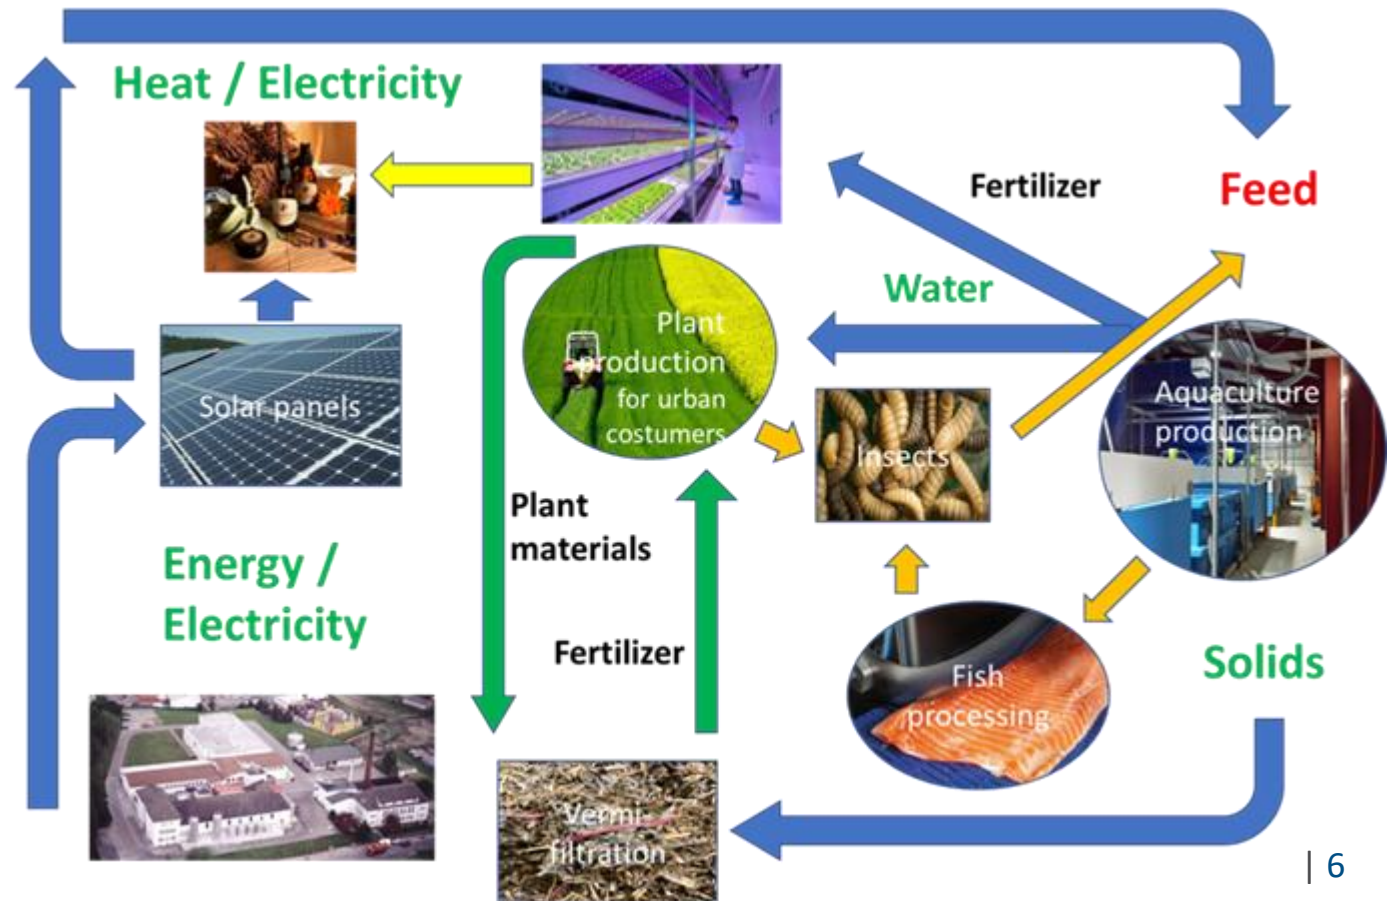 Heat / Electricity
Fertilizer
Feed
Water
Plant
production
for urban
costumers
Solar panels
Aquaculture
production
Insects
Plant
materials
Energy /
Electricity
Fertilizer
Fish
processing
Solids
Vermi-
filtration
| 6